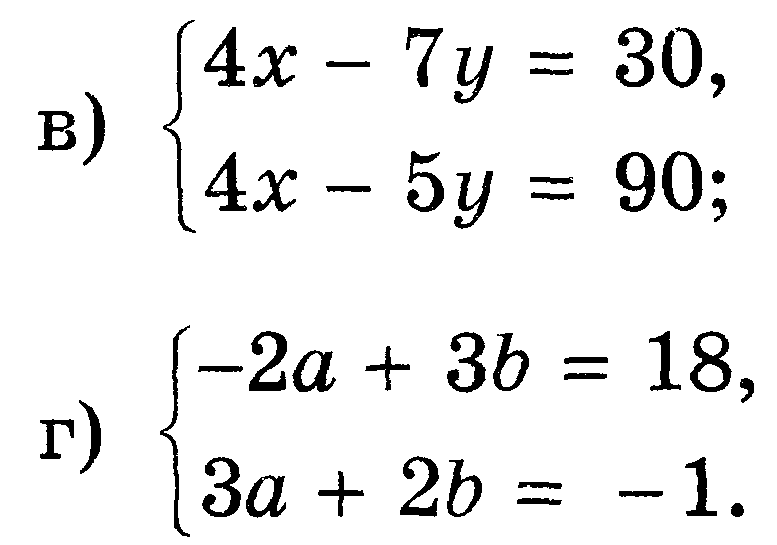 в) { 4x − 7y = 30,
4x − 5y = 90;
г) { −2a + 3b = 18,
3a + 2b = −1.